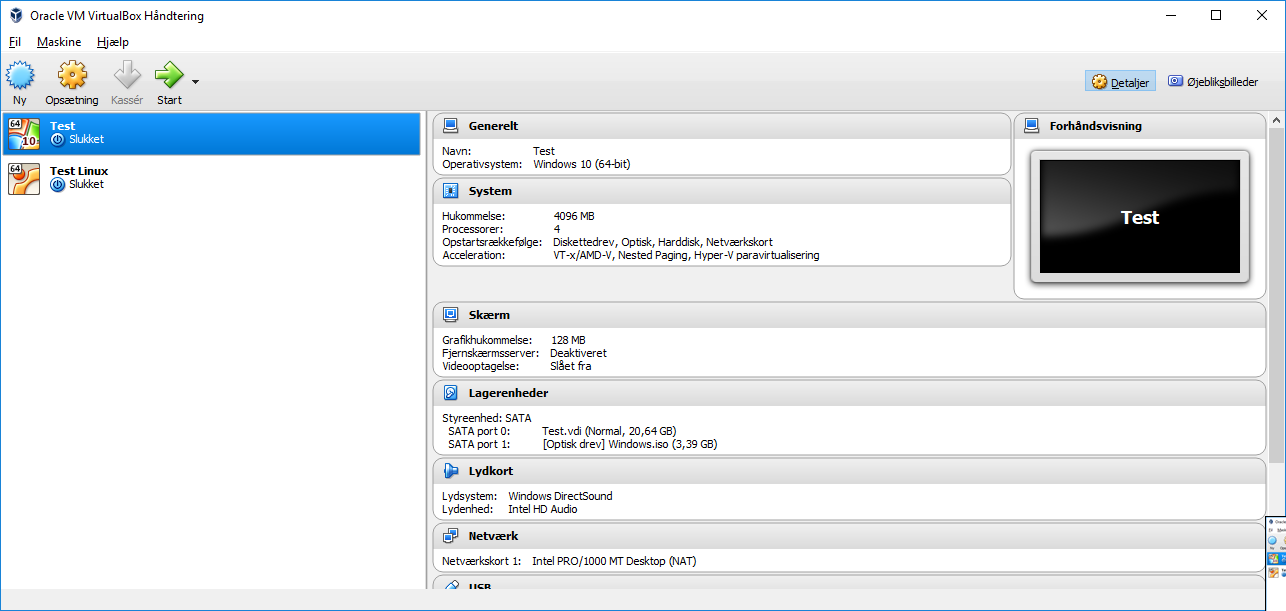 Oracle VM VirtualBox Håndtering
Fil Maskine Hjælp
Ny Opsætning Kassér Start
Detaljer Øjebliksbilleder
64
10
Test
Slukket
64
Test Linux
Slukket
Generelt
Navn: Test
Operativsystem: Windows 10 (64-bit)
System
Hukommelse: 4096 MB
Processorer: 4
Opstartsrækkefølge: Diskettedrev, Optisk, Harddisk, Netværkskort
Acceleration: VT-x/AMD-V, Nested Paging, Hyper-V paravirtualisering
Forhåndsvisning
Test
Skærm
Grafikhukommelse: 128 MB
Fjernskærmsserver: Deaktiveret
Videooptagelse: Slået fra
Lagerenheder
Styreenhed: SATA
SATA port 0: Test.vdi (Normal, 20,64 GB)
SATA port 1: [Optisk drev] Windows.iso (3,39 GB)
Lydkort
Lydsystem: Windows DirectSound
Lydenhed: Intel HD Audio
Netværk
Netværkskort 1: Intel PRO/1000 MT Desktop (NAT)
USB